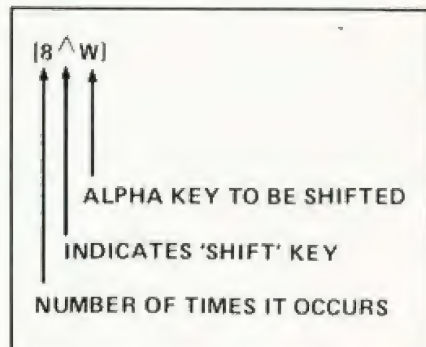 [8^W]
ALPHA KEY TO BE SHIFTED
INDICATES 'SHIFT' KEY
NUMBER OF TIMES IT OCCURS